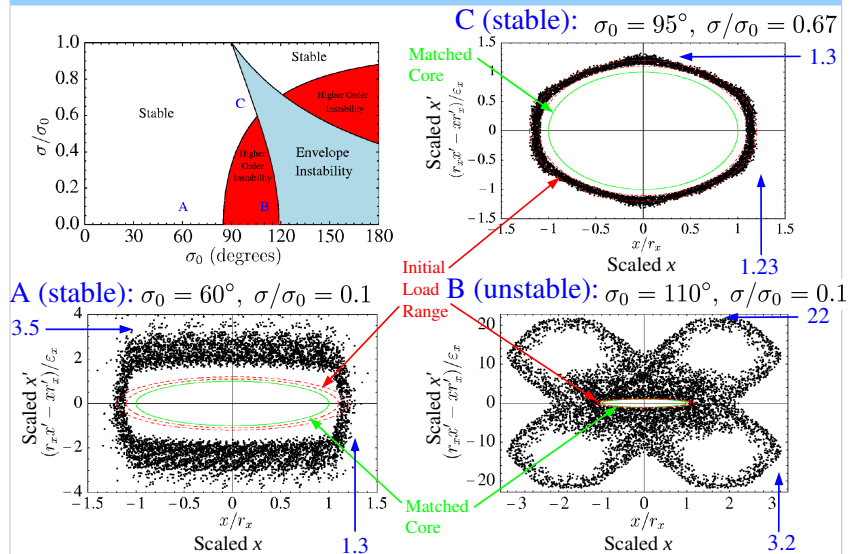 C (stable): σ₀ = 95°, σ/σ₀ = 0.67
Matched
Core
1.3
Scaled x′
(rₓx′ − xr′ₓ)/εₓ
1.5
1
0.5
0
−0.5
−1
−1.5
−1.5 −1 −0.5 0 0.5 1 1.5
x/rₓ
Scaled x
1.23
σ/σ₀
1.0
0.8
0.6
0.4
0.2
0.0
Stable
Stable
C
Higher Order
Instability
Higher
Order
Instability
Envelope
Instability
A
B
0 30 60 90 120 150 180
σ₀ (degrees)
Initial
Load
Range
A (stable): σ₀ = 60°, σ/σ₀ = 0.1
3.5
Scaled x′
(rₓx′ − xr′ₓ)/εₓ
4
2
0
−2
−4
−1.5 −1 −0.5 0 0.5 1 1.5
x/rₓ
Scaled x
1.3
Matched
Core
B (unstable): σ₀ = 110°, σ/σ₀ = 0.1
22
Scaled x′
(rₓx′ − xr′ₓ)/εₓ
20
10
0
−10
−20
−3 −2 −1 0 1 2 3
x/rₓ
Scaled x
3.2